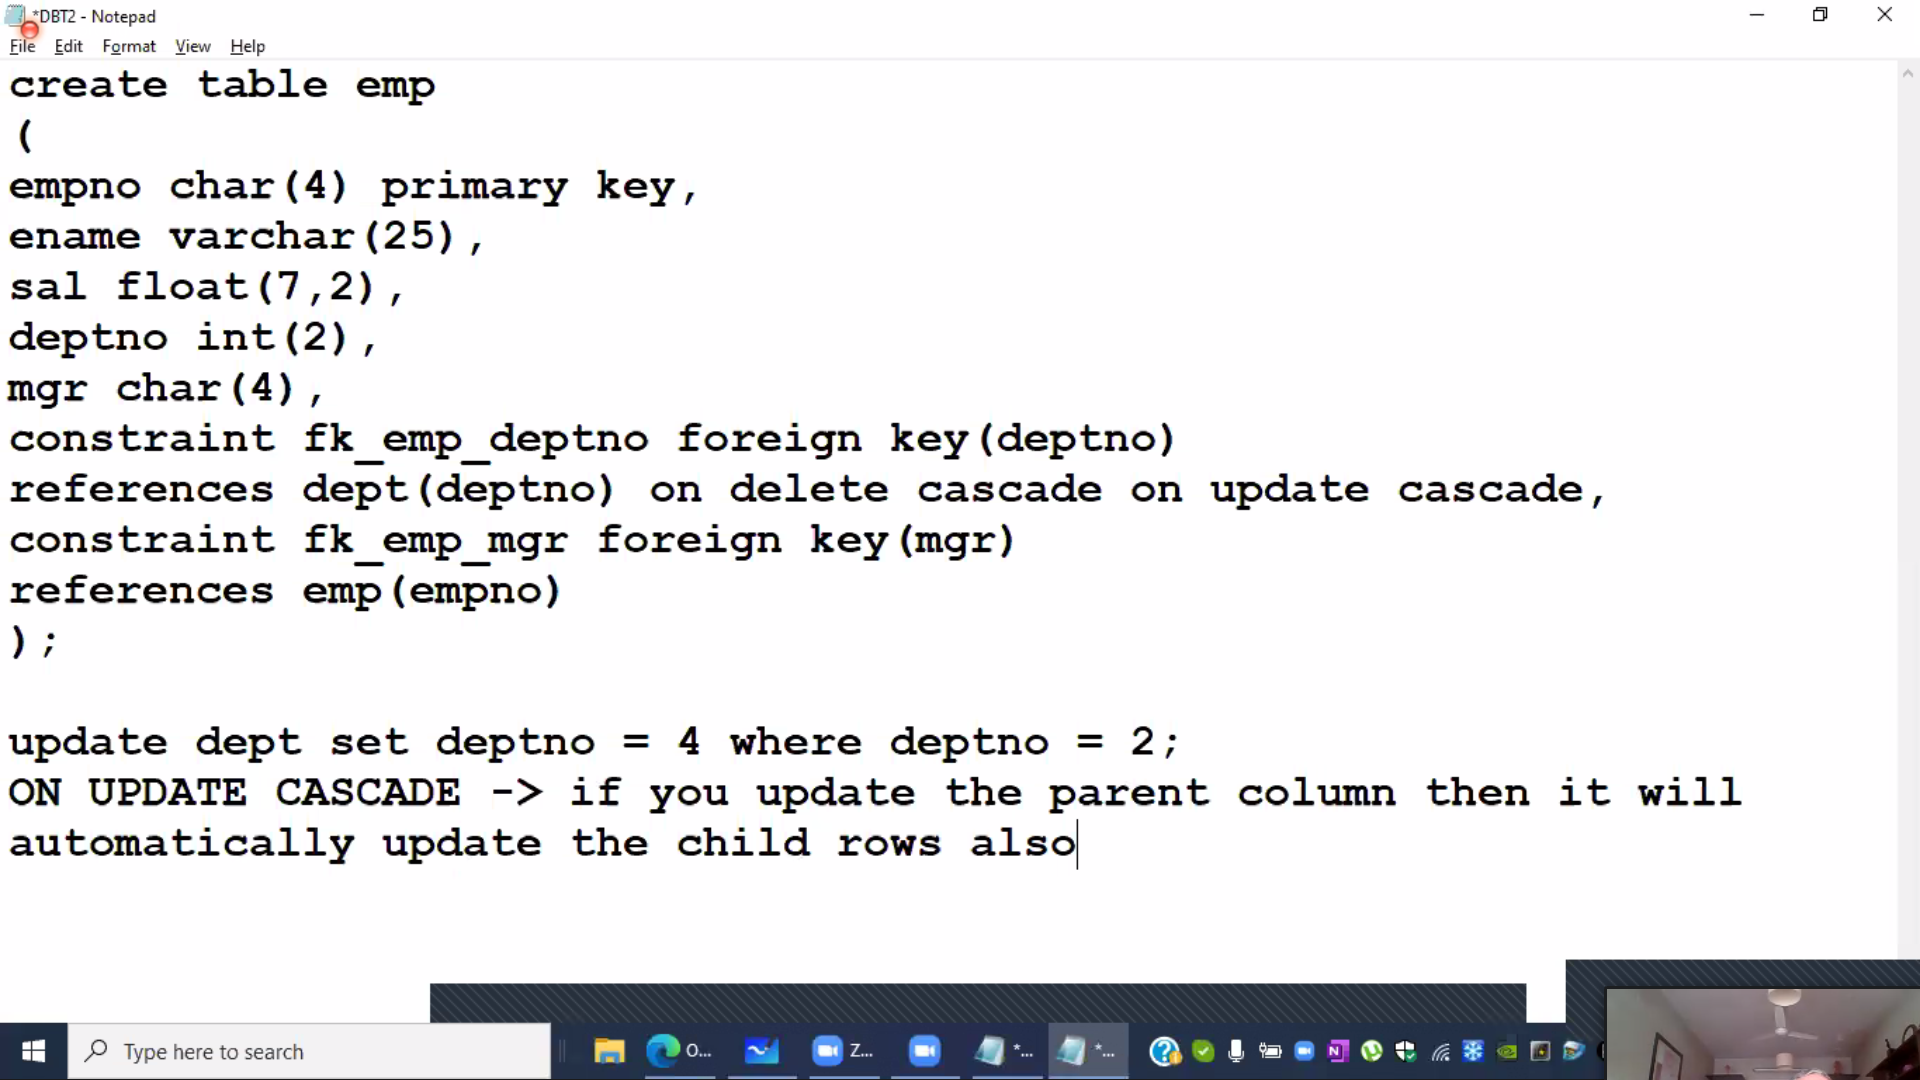 *DBT2 - Notepad
File Edit Format View Help
create table emp
(
empno char(4) primary key,
ename varchar(25),
sal float(7,2),
deptno int(2),
mgr char(4),
constraint fk_emp_deptno foreign key(deptno)
references dept(deptno) on delete cascade on update cascade,
constraint fk_emp_mgr foreign key(mgr)
references emp(empno)
);
update dept set deptno = 4 where deptno = 2;
ON UPDATE CASCADE -> if you update the parent column then it will
automatically update the child rows also
Type here to search O... Z... *... *...